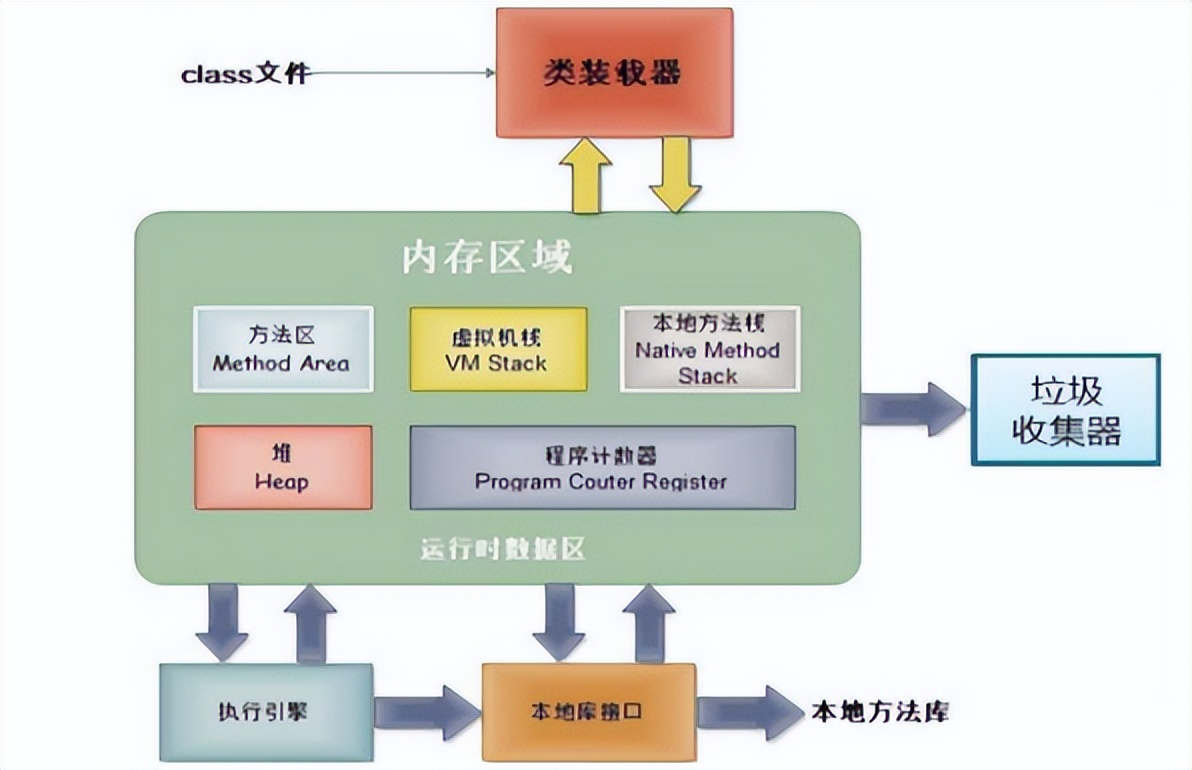 class文件
类装载器
内存区域
方法区
Method Area
虚拟机栈
VM Stack
本地方法栈
Native Method
Stack
堆
Heap
程序计数器
Program Couter Register
运行时数据区
垃圾
收集器
执行引擎
本地库接口
本地方法库